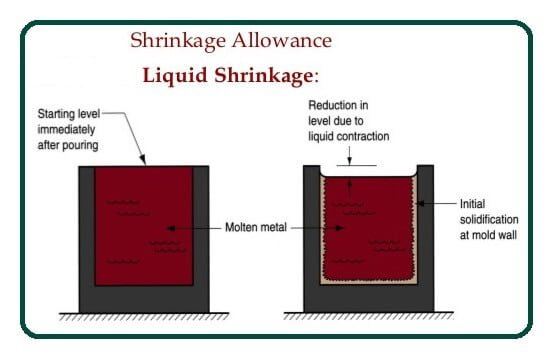 Shrinkage Allowance
Liquid Shrinkage:
Starting level
immediately
after pouring
Reduction in
level due to
liquid contraction
Molten metal
Initial
solidification
at mold wall